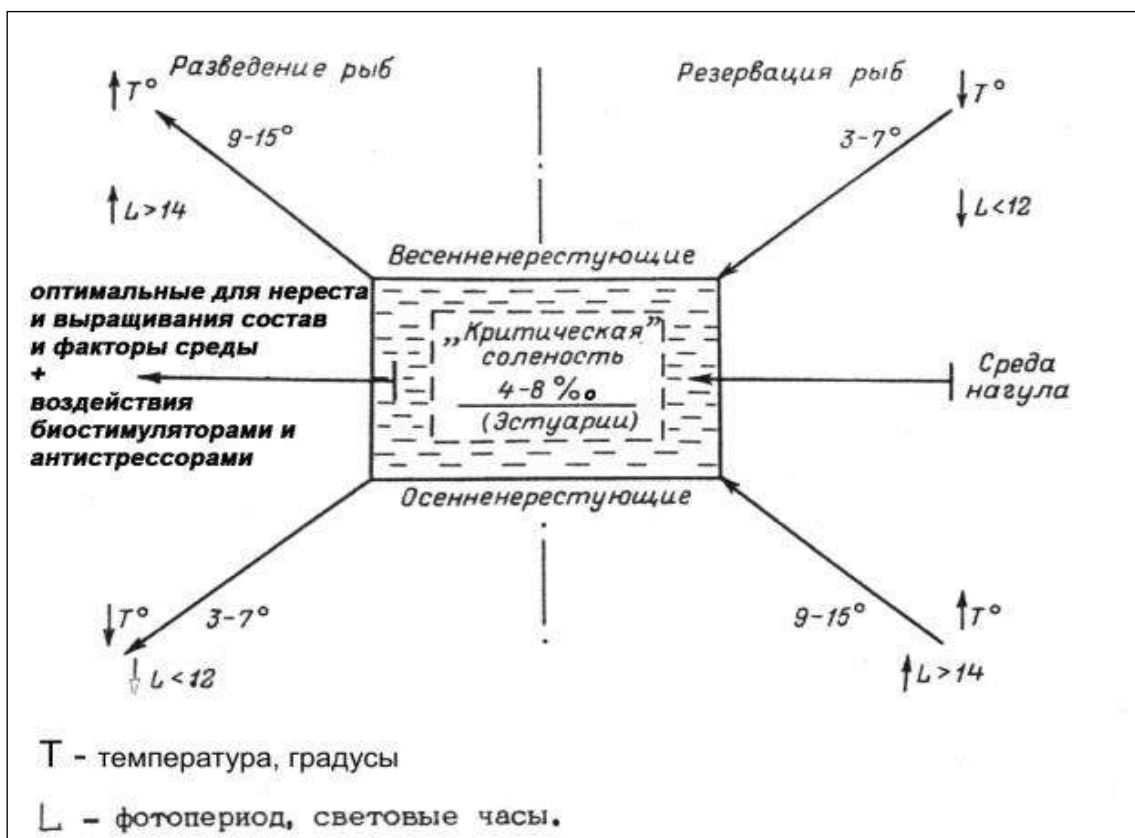 Разведение рыб
Резервация рыб
↑ T°
↓ T°
9-15°
3-7°
↑ L>14
↓ L<12
Весенненерестующие
оптимальные для нереста
и выращивания состав
и факторы среды
+
воздействия
биостимуляторами и
антистрессорами
„Критическая”
соленость
4-8 ‰
(Эстуарии)
Среда
нагула
Осенненерестующие
↓ T°
3-7°
9-15°
↑ T°
↓ L<12
↑ L>14
T - температура, градусы
L - фотопериод, световые часы.